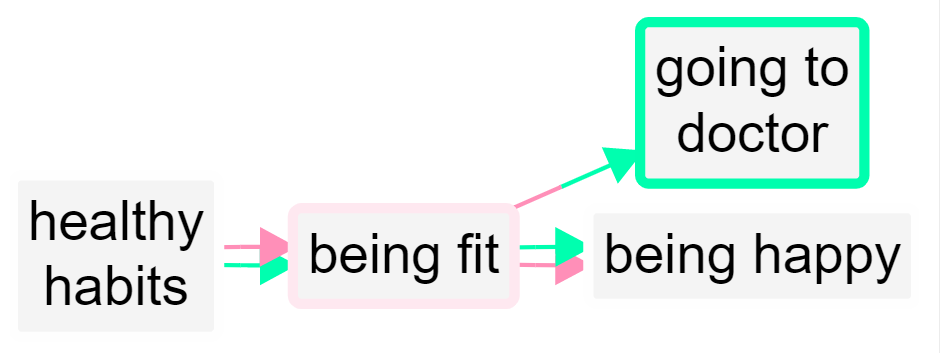 going to
doctor
healthy
habits
being fit
being happy